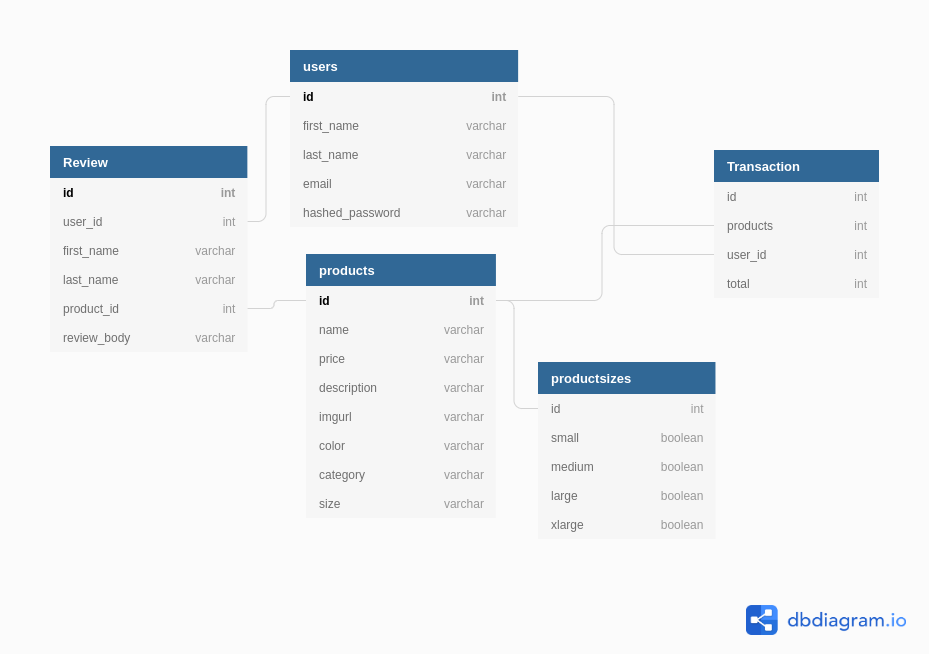 users
id int
first_name varchar
last_name varchar
email varchar
hashed_password varchar
Review
id int
user_id int
first_name varchar
last_name varchar
product_id int
review_body varchar
products
id int
name varchar
price varchar
description varchar
imgurl varchar
color varchar
category varchar
size varchar
Transaction
id int
products int
user_id int
total int
productsizes
id int
small boolean
medium boolean
large boolean
xlarge boolean
dbdiagram.io